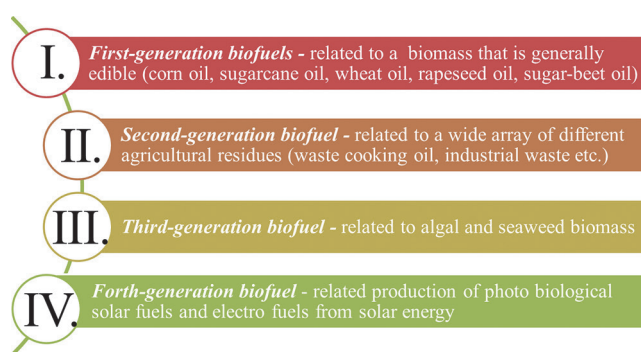 I.
First-generation biofuels - related to a biomass that is generally
edible (corn oil, sugarcane oil, wheat oil, rapeseed oil, sugar-beet oil)
II.
Second-generation biofuel - related to a wide array of different
agricultural residues (waste cooking oil, industrial waste etc.)
III.
Third-generation biofuel - related to algal and seaweed biomass
IV.
Forth-generation biofuel - related production of photo biological
solar fuels and electro fuels from solar energy